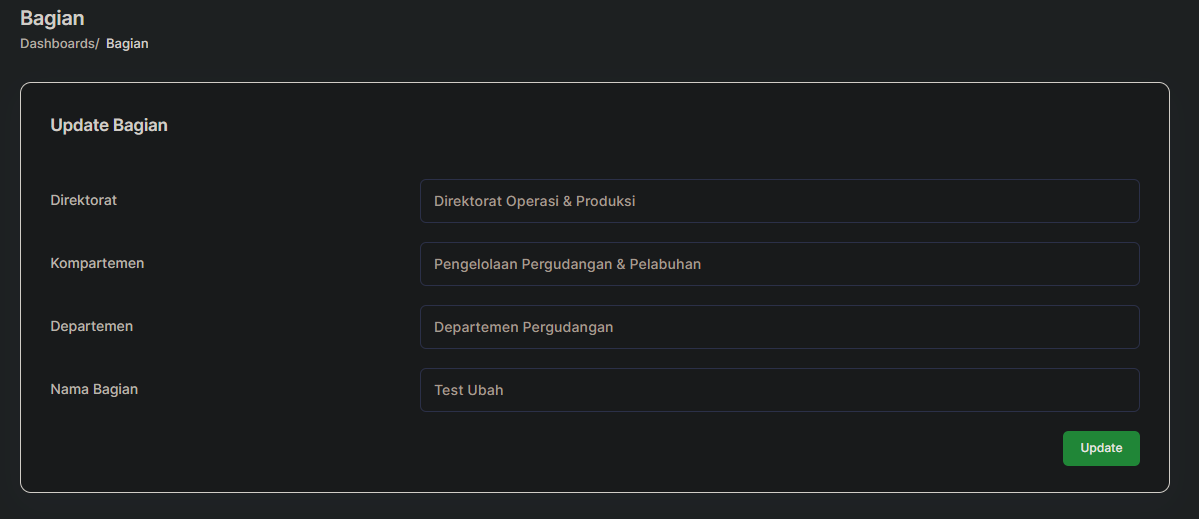 Bagian
Dashboards/ Bagian
Update Bagian
Direktorat Direktorat Operasi & Produksi
Kompartemen Pengelolaan Pergudangan & Pelabuhan
Departemen Departemen Pergudangan
Nama Bagian Test Ubah
Update